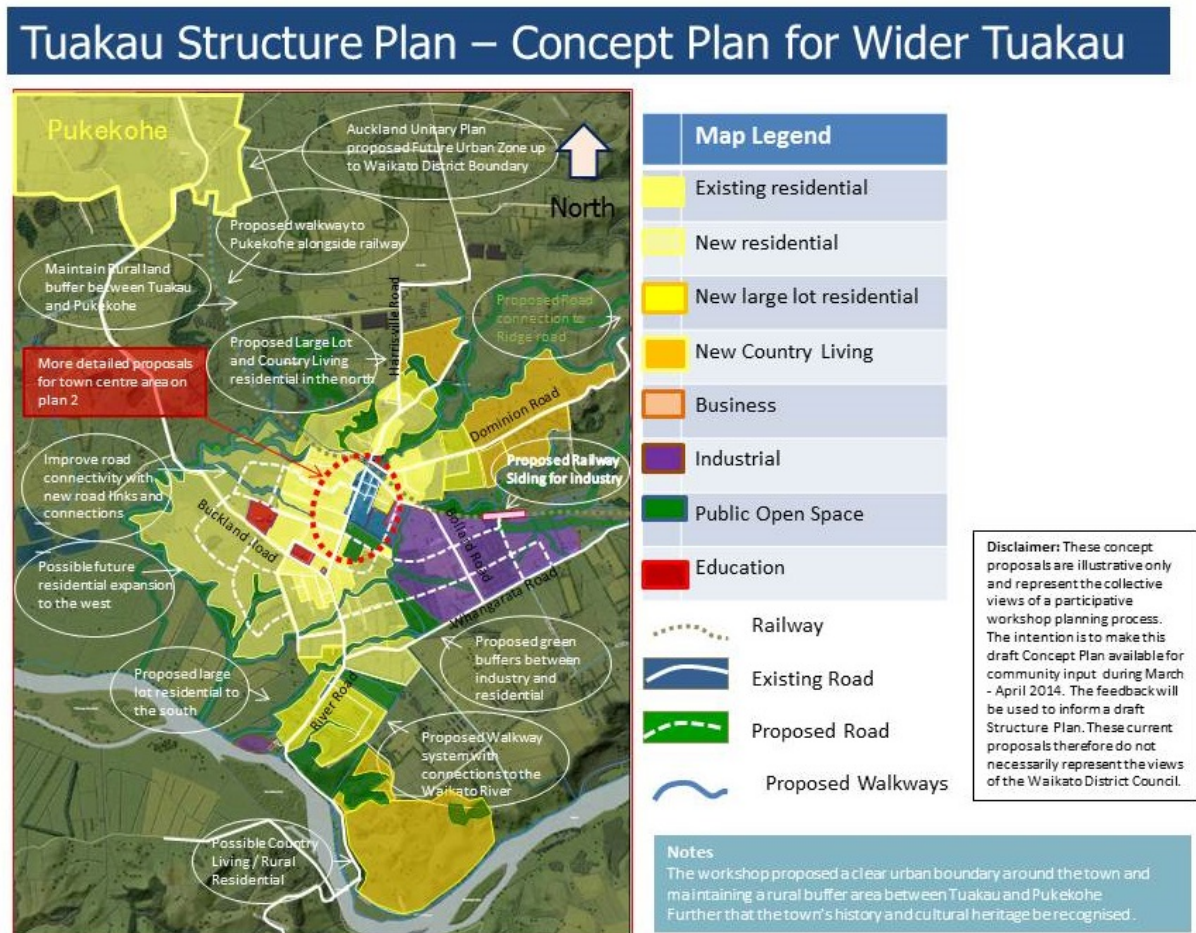 Tuakau Structure Plan – Concept Plan for Wider Tuakau
Pukekohe
Auckland Unitary Plan
proposed Future Urban Zone up
to Waikato District Boundary
North
Proposed walkway to
Pukekohe alongside railway
Maintain Rural land
buffer between Tuakau
and Pukekohe
Harrisville Road
Proposed Road
connection to
Ridge road
Proposed Large Lot
and Country Living
residential in the north
More detailed proposals
for town centre area on
plan 2
Dominion Road
Improve road
connectivity with
new road links and
connections
Proposed Railway
Siding for industry
Buckland Road
Bollard Road
Possible future
residential expansion
to the west
Whangarata Road
Proposed green
buffers between
industry and
residential
Proposed large
lot residential to
the south
River Road
Proposed Walkway
system with
connections to the
Waikato River
Possible Country
Living / Rural
Residential
Map Legend
Existing residential
New residential
New large lot residential
New Country Living
Business
Industrial
Public Open Space
Education
Railway
Existing Road
Proposed Road
Proposed Walkways
Disclaimer: These concept
proposals are illustrative only
and represent the collective
views of a participative
workshop planning process.
The intention is to make this
draft Concept Plan available for
community input during March
- April 2014. The feedback will
be used to inform a draft
Structure Plan. These current
proposals therefore do not
necessarily represent the views
of the Waikato District Council.
Notes
The workshop proposed a clear urban boundary around the town and
maintaining a rural buffer area between Tuakau and Pukekohe
Further that the town's history and cultural heritage be recognised.